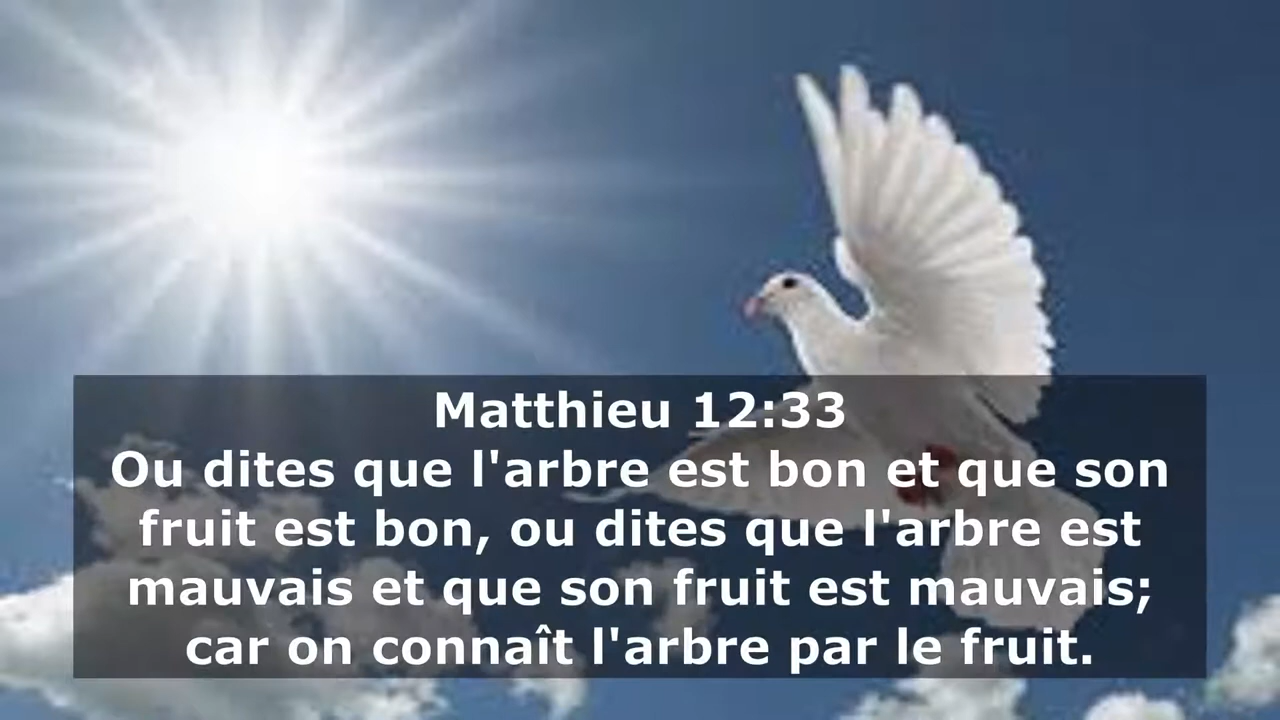 Matthieu 12:33
Ou dites que l'arbre est bon et que son
fruit est bon, ou dites que l'arbre est
mauvais et que son fruit est mauvais;
car on connaît l'arbre par le fruit.